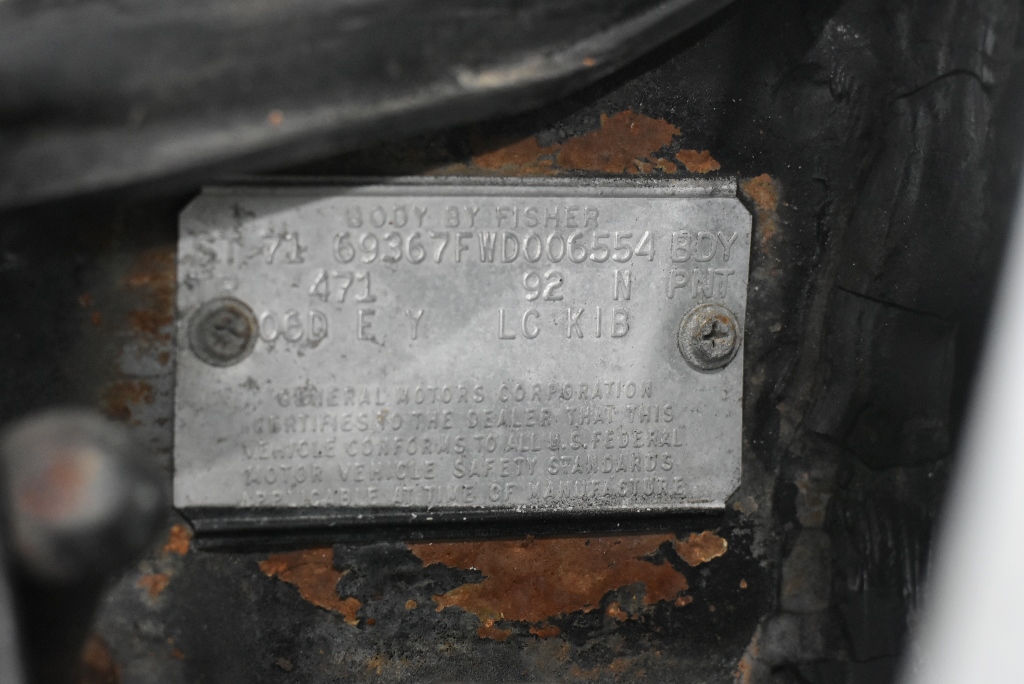 BODY BY FISHER
ST 71 69367FWD006554 BDY
471 92 N PNT
06D E Y LC KIB
GENERAL MOTORS CORPORATION
CERTIFIES TO THE DEALER THAT THIS
VEHICLE CONFORMS TO ALL U.S. FEDERAL
MOTOR VEHICLE SAFETY STANDARDS
APPLICABLE AT TIME OF MANUFACTURE